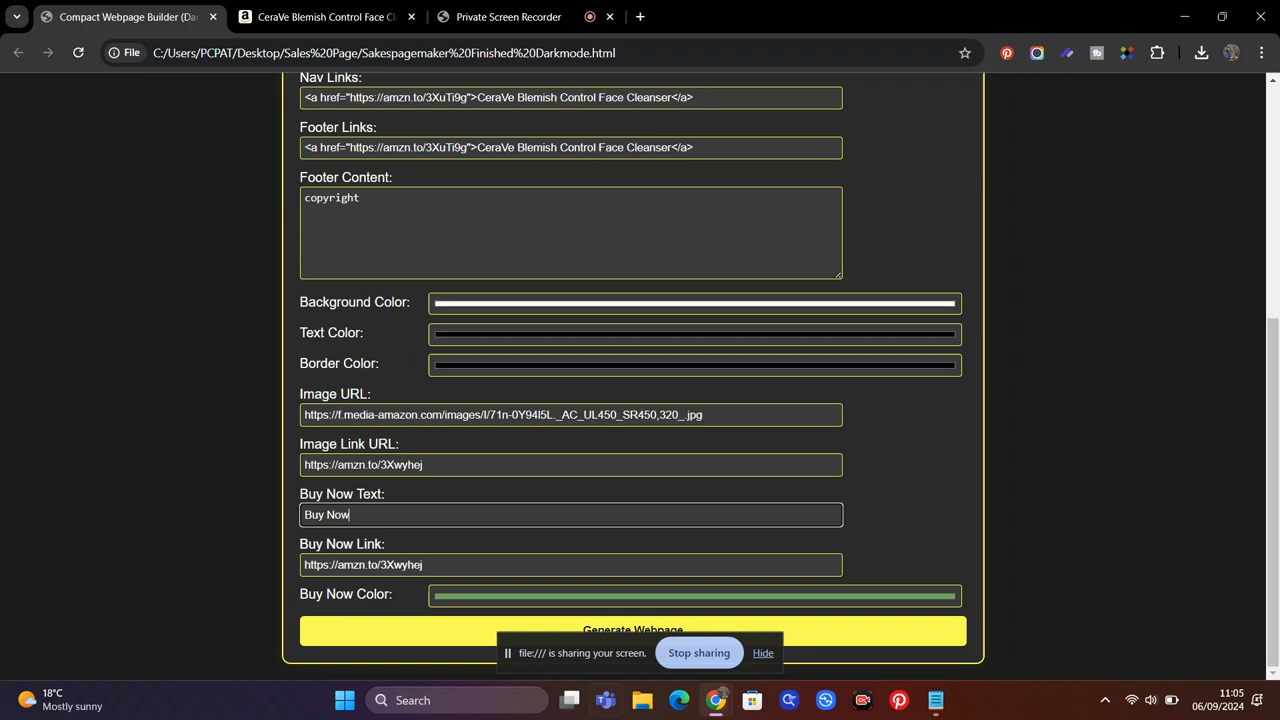 Compact Webpage Builder (Da
CeraVe Blemish Control Face Cl
Private Screen Recorder
File
C:/Users/PCPAT/Desktop/Sales%20Page/Sakespagemaker%20Finished%20Darkmode.html
Nav Links:
<a href="https://amzn.to/3XuTi9g">CeraVe Blemish Control Face Cleanser</a>
Footer Links:
<a href="https://amzn.to/3XuTi9g">CeraVe Blemish Control Face Cleanser</a>
Footer Content:
copyright
Background Color:
Text Color:
Border Color:
Image URL:
https://f.media-amazon.com/images/I/71n-0Y94I5L._AC_UL450_SR450,320_.jpg
Image Link URL:
https://amzn.to/3Xwyhej
Buy Now Text:
Buy Now
Buy Now Link:
https://amzn.to/3Xwyhej
Buy Now Color:
Generate Webpage
file:/// is sharing your screen.
Stop sharing
Hide
18°C
Mostly sunny
Search
11:05
06/09/2024